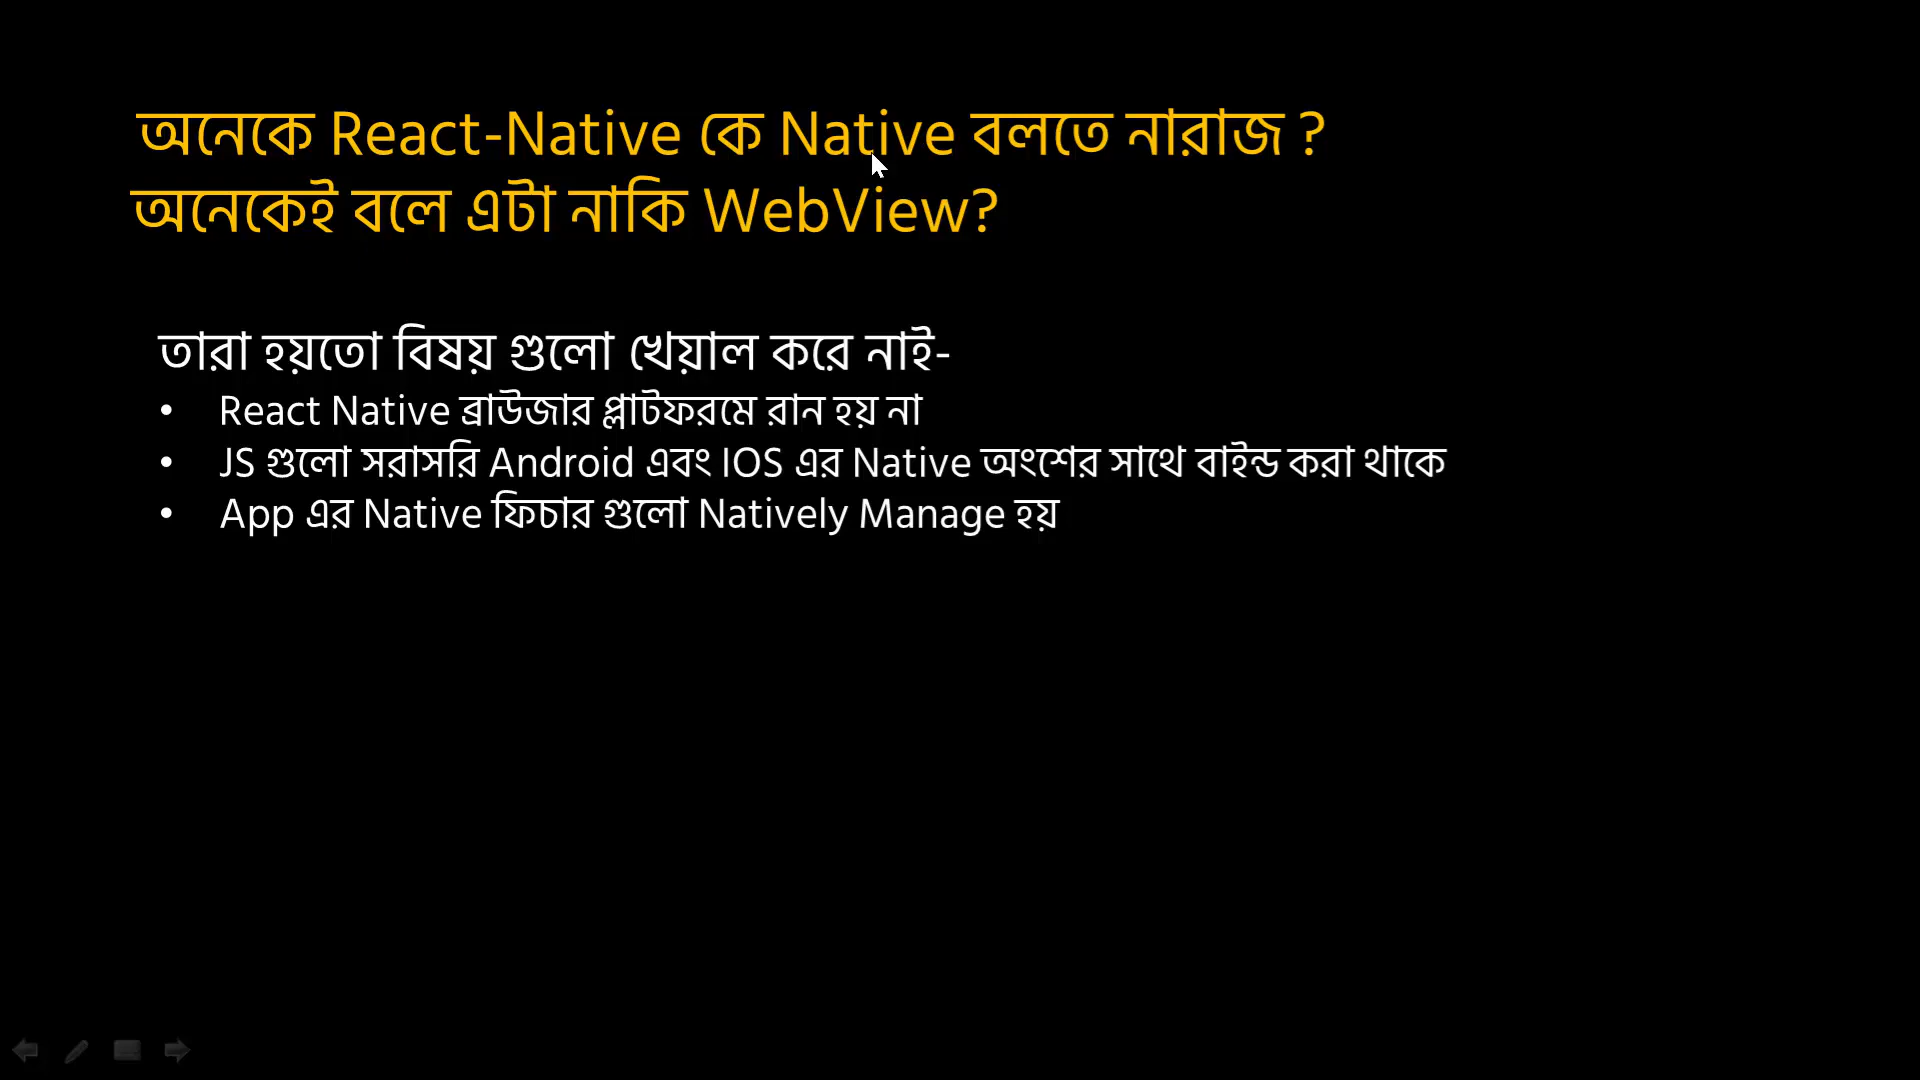 অনেকে React-Native কে Native বলতে নারাজ ?
অনেকেই বলে এটা নাকি WebView?
তারা হয়তো বিষয় গুলো খেয়াল করে নাই-
• React Native ব্রাউজার প্লাটফরমে রান হয় না
• JS গুলো সরাসরি Android এবং IOS এর Native অংশের সাথে বাইন্ড করা থাকে
• App এর Native ফিচার গুলো Natively Manage হয়